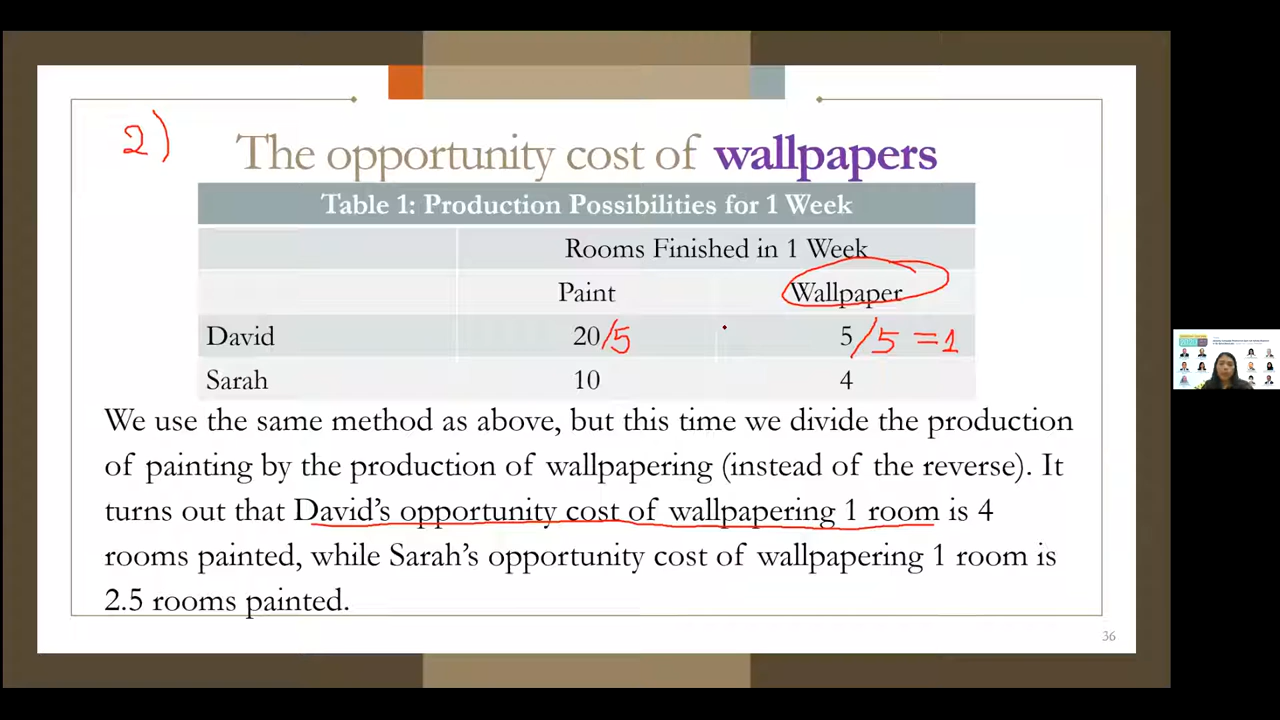 2)
The opportunity cost of wallpapers
Table 1: Production Possibilities for 1 Week
Rooms Finished in 1 Week
Paint Wallpaper
David 20/5 5/5 = 1
Sarah 10 4
We use the same method as above, but this time we divide the production
of painting by the production of wallpapering (instead of the reverse). It
turns out that David's opportunity cost of wallpapering 1 room is 4
rooms painted, while Sarah's opportunity cost of wallpapering 1 room is
2.5 rooms painted.
36